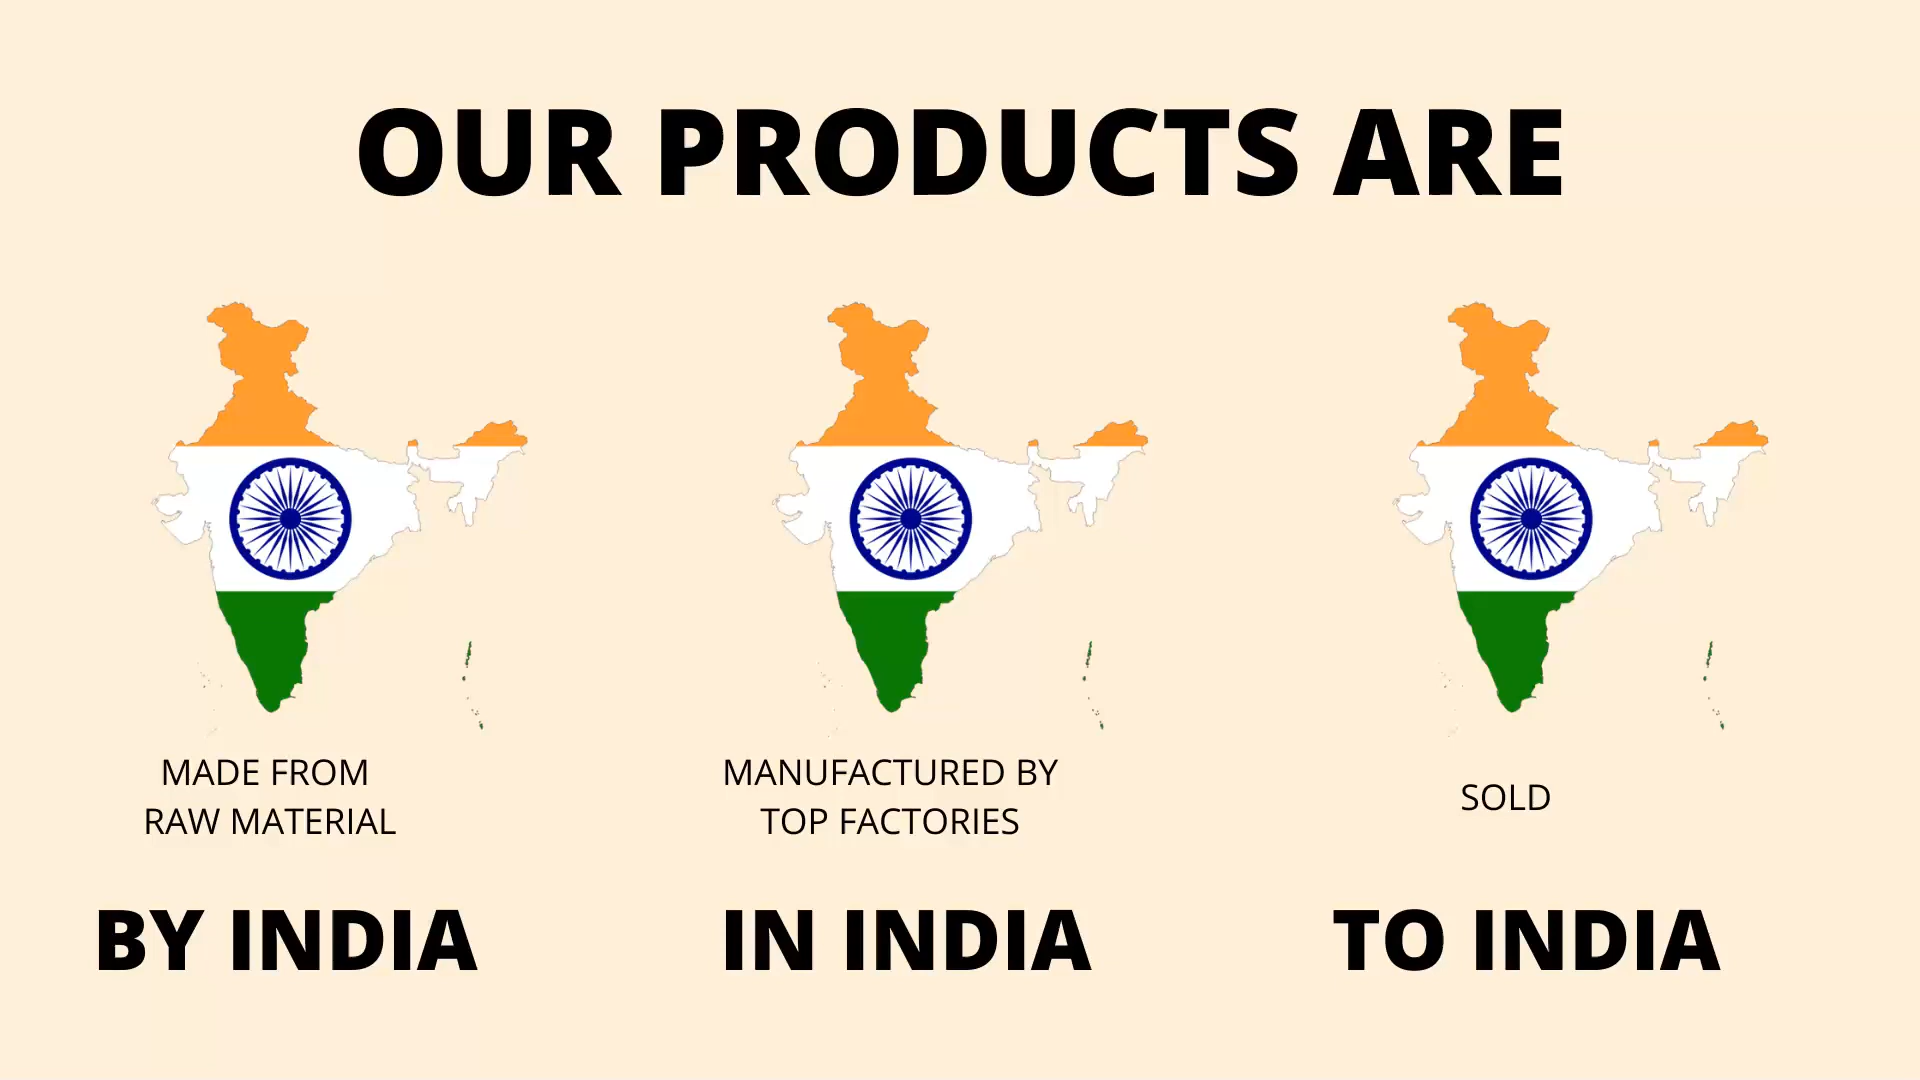 OUR PRODUCTS ARE
MADE FROM
RAW MATERIAL
BY INDIA
MANUFACTURED BY
TOP FACTORIES
IN INDIA
SOLD
TO INDIA